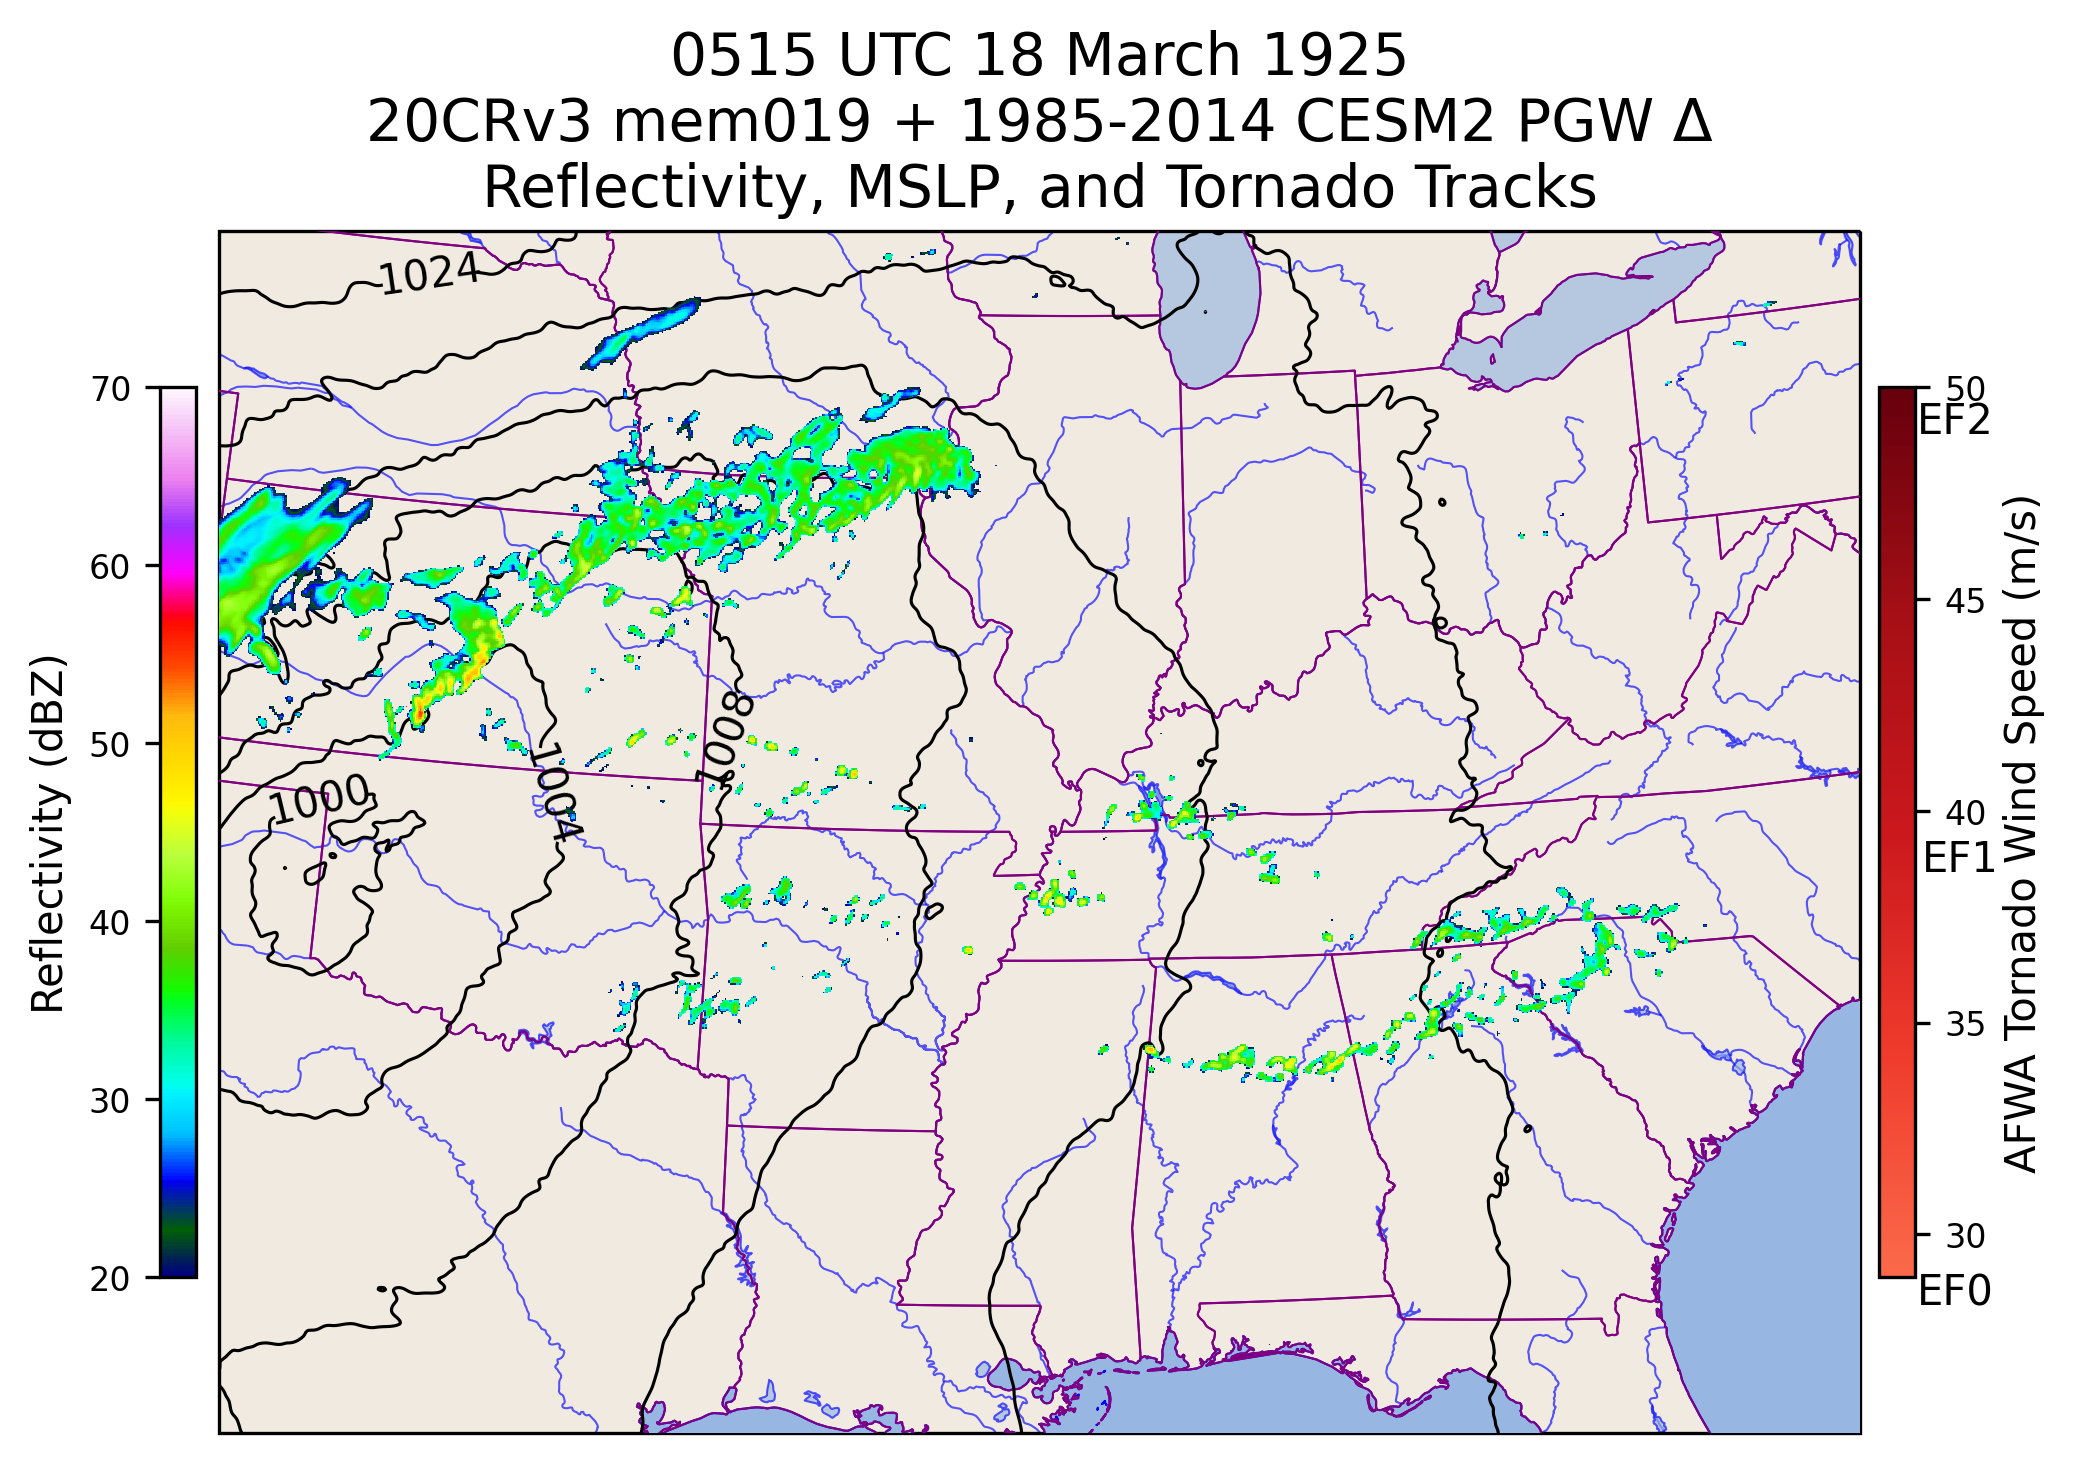 0515 UTC 18 March 1925
20CRv3 mem019 + 1985-2014 CESM2 PGW Δ
Reflectivity, MSLP, and Tornado Tracks
1024
1008
1004
1000
70
60
50
40
30
20
Reflectivity (dBZ)
50
EF2
45
40
EF1
35
30
EF0
AFWA Tornado Wind Speed (m/s)